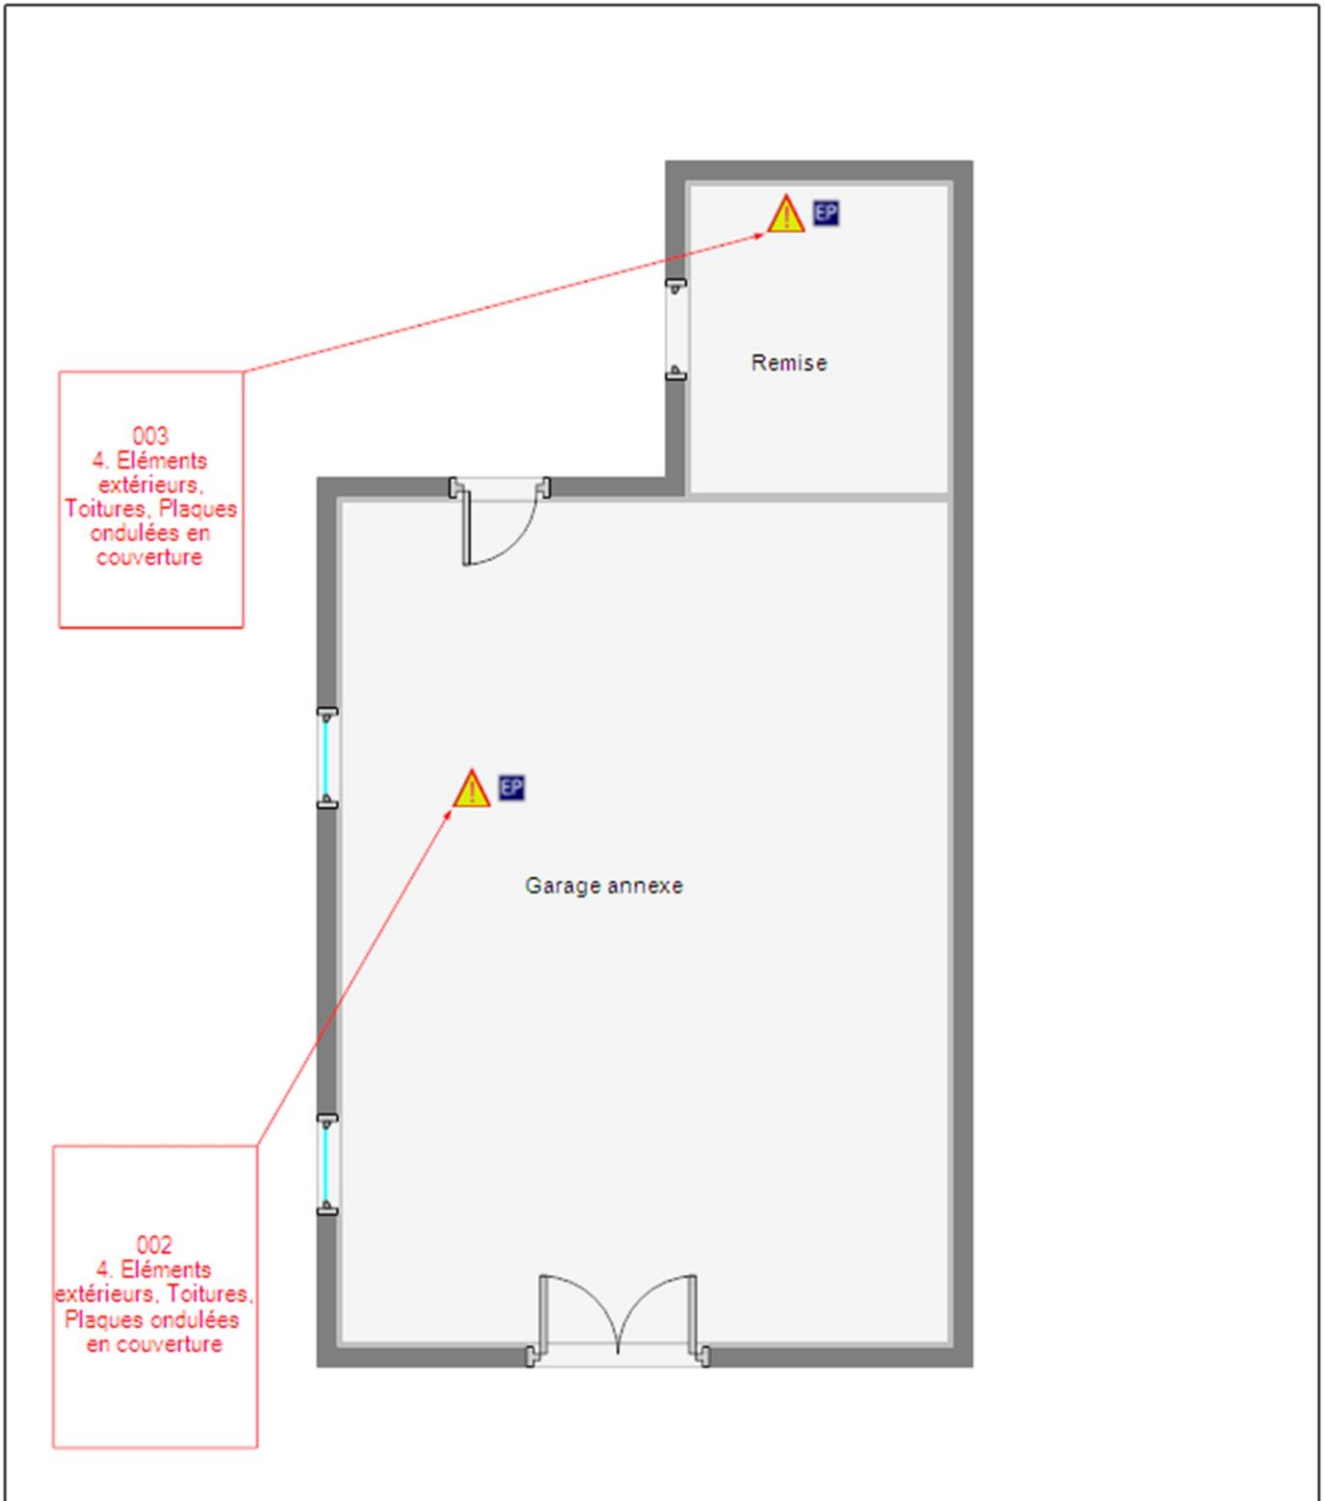 EP
Remise
003
4. Eléments
extérieurs,
Toitures, Plaques
ondulées en
couverture
EP
Garage annexe
002
4. Eléments
extérieurs, Toitures,
Plaques ondulées
en couverture